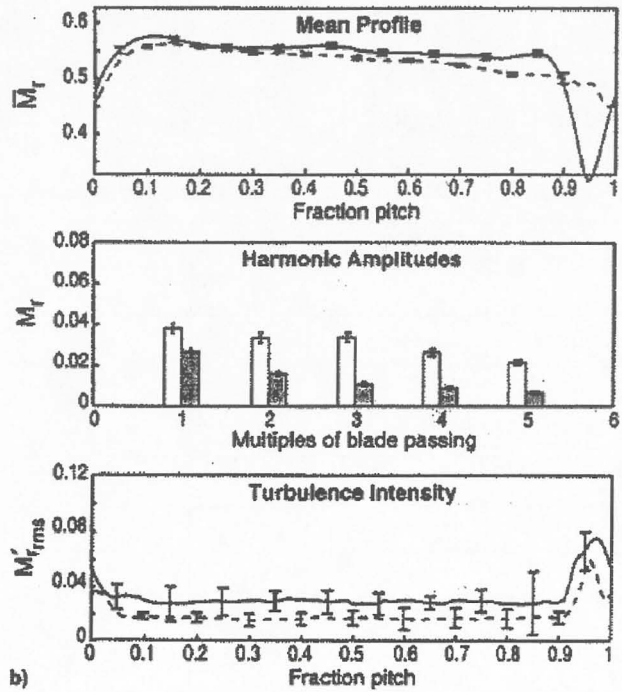 Mean Profile
M̅r
0.6
0.5
0.4
0 0.1 0.2 0.3 0.4 0.5 0.6 0.7 0.8 0.9 1
Fraction pitch
Harmonic Amplitudes
Mr
0.08
0.06
0.04
0.02
0
0 1 2 3 4 5 6
Multiples of blade passing
Turbulence Intensity
M'rrms
0.12
0.08
0.04
0
0 0.1 0.2 0.3 0.4 0.5 0.6 0.7 0.8 0.9 1
Fraction pitch
b)